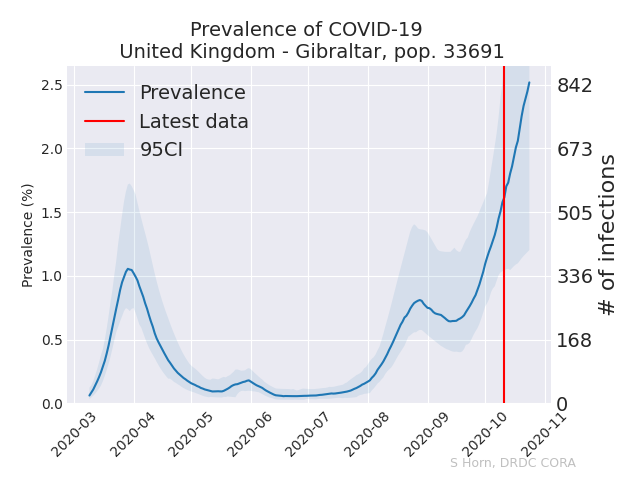 Prevalence of COVID-19
United Kingdom - Gibraltar, pop. 33691
Prevalence
Latest data
95CI
Prevalence (%)
2.5
2.0
1.5
1.0
0.5
0.0
842
673
505
336
168
0
# of infections
2020-03
2020-04
2020-05
2020-06
2020-07
2020-08
2020-09
2020-10
2020-11
S Horn, DRDC CORA